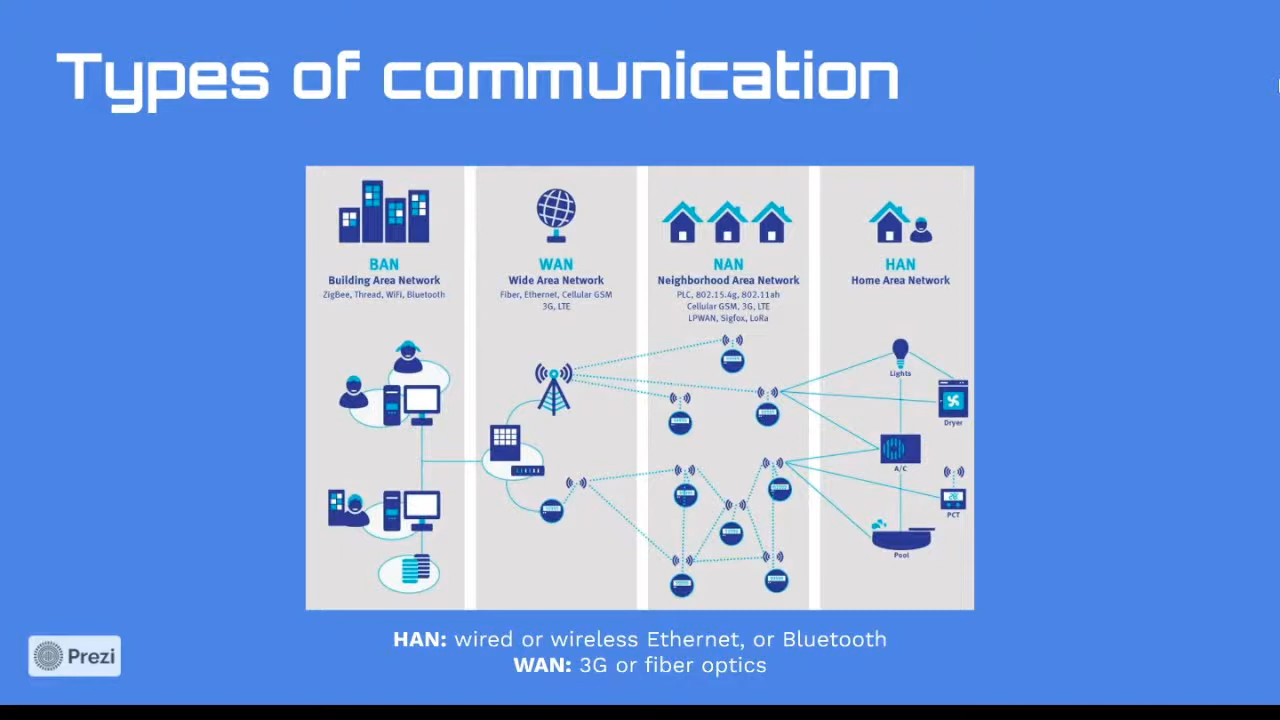 Types of communication
BAN
Building Area Network
ZigBee, Thread, WiFi, Bluetooth
WAN
Wide Area Network
Fiber, Ethernet, Cellular GSM
3G, LTE
NAN
Neighborhood Area Network
PLC, 802.15.4g, 802.11ah
Cellular GSM, 3G, LTE
LPWAN, Sigfox, LoRa
HAN
Home Area Network
Lights
Dryer
A/C
PCT
Pool
HAN: wired or wireless Ethernet, or Bluetooth
WAN: 3G or fiber optics
Prezi